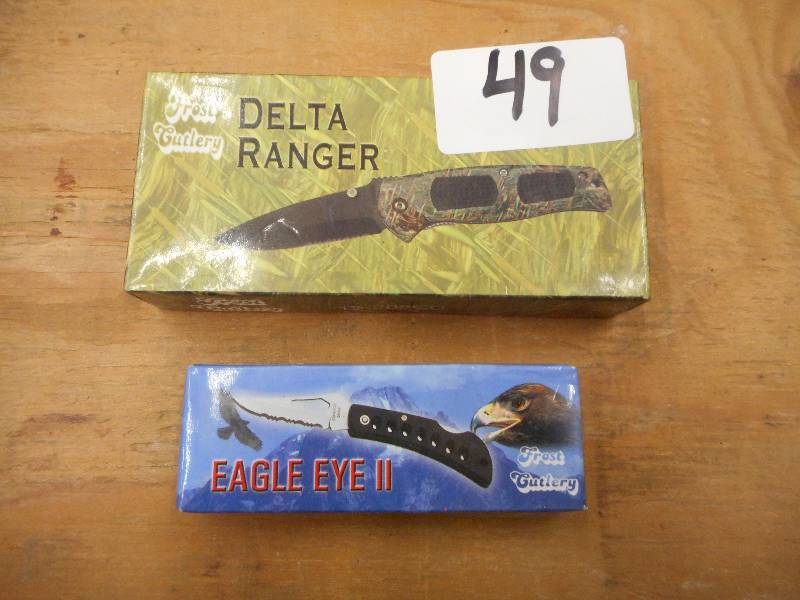 49
Frost
Cutlery
DELTA
RANGER
EAGLE EYE II
Frost
Cutlery